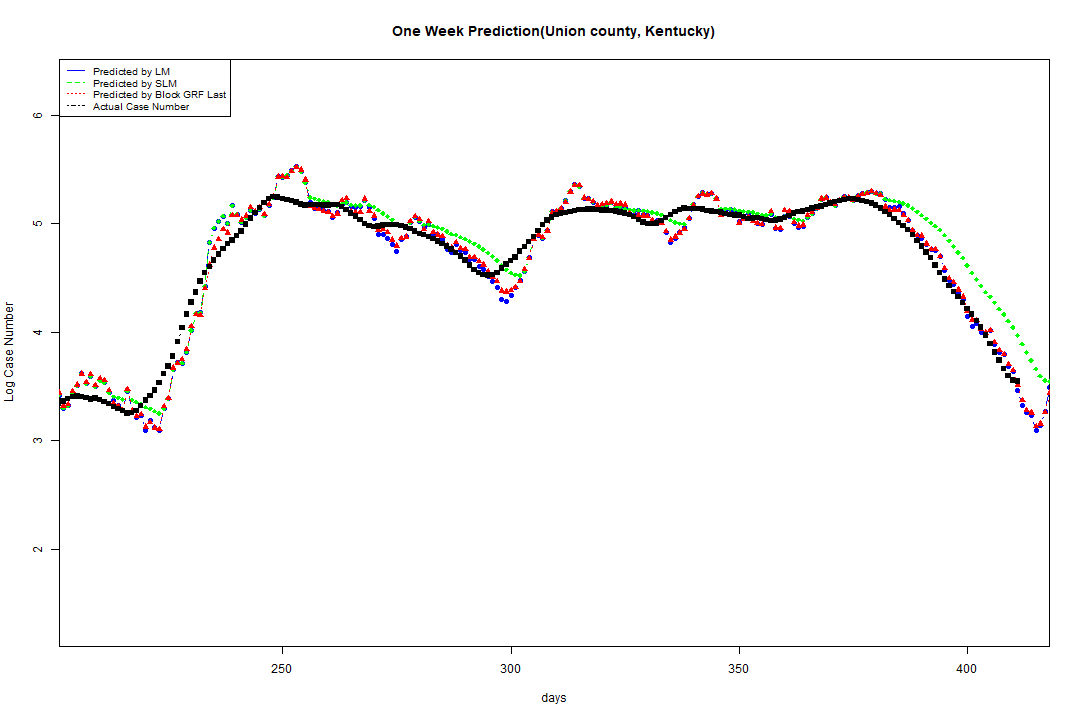 One Week Prediction(Union county, Kentucky)
Predicted by LM
Predicted by SLM
Predicted by Block GRF Last
Actual Case Number
6
5
4
3
2
Log Case Number
250 300 350 400
days